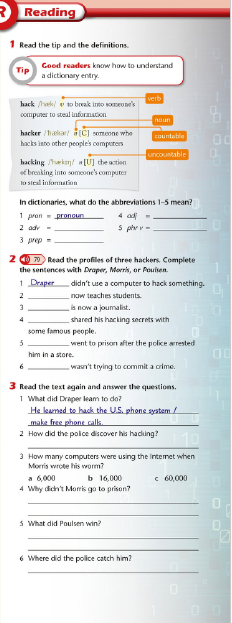 R Reading
1 Read the tip and the definitions.
Tip
Good readers know how to understand
a dictionary entry.
verb
hack /hæk/ v to break into someone's
computer to steal information
noun
hacker /ˈhækər/ n [C] someone who
hacks into other people's computers
countable
uncountable
hacking /ˈhækɪŋ/ n [U] the action
of breaking into someone's computer
to steal information
In dictionaries, what do the abbreviations 1–5 mean?
1 pron = pronoun 4 adj =
2 adv = 5 phr v =
3 prep =
2 70 Read the profiles of three hackers. Complete
the sentences with Draper, Morris, or Poulsen.
1 Draper didn't use a computer to hack something.
2 now teaches students.
3 is now a journalist.
4 shared his hacking secrets with
some famous people.
5 went to prison after the police arrested
him in a store.
6 wasn't trying to commit a crime.
3 Read the text again and answer the questions.
1 What did Draper learn to do?
He learned to hack the U.S. phone system /
make free phone calls.
2 How did the police discover his hacking?
3 How many computers were using the Internet when
Morris wrote his worm?
a 6,000 b 16,000 c 60,000
4 Why didn't Morris go to prison?
5 What did Poulsen win?
6 Where did the police catch him?